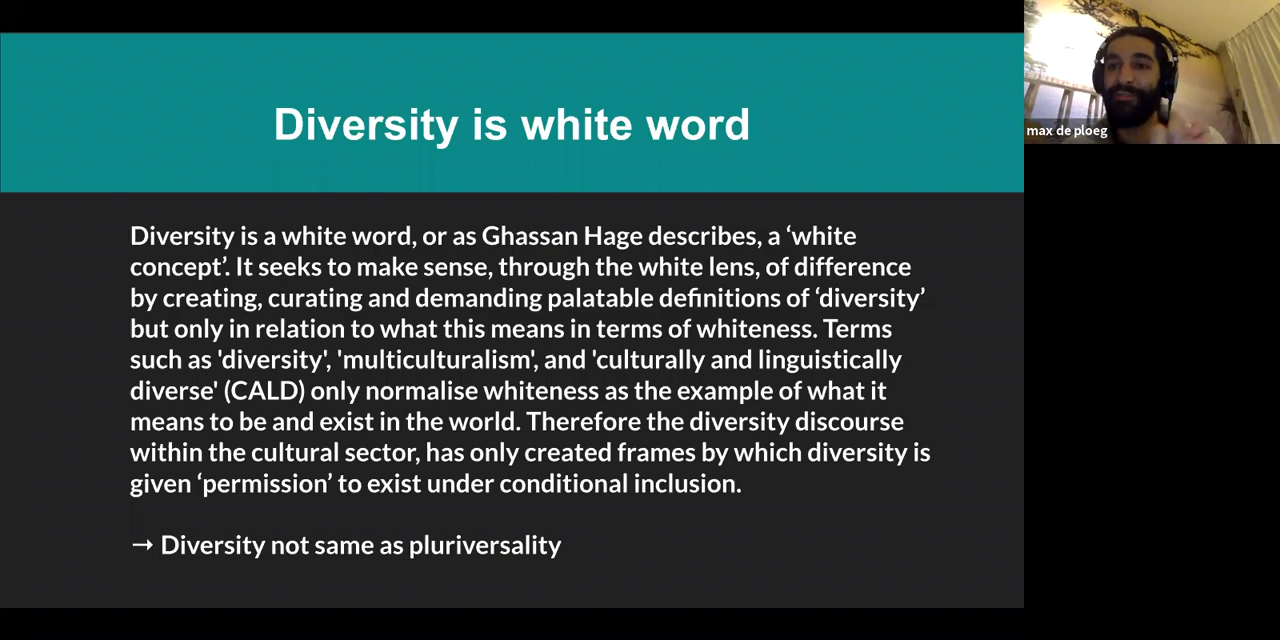 Diversity is white word
max de ploeg
Diversity is a white word, or as Ghassan Hage describes, a ‘white
concept’. It seeks to make sense, through the white lens, of difference
by creating, curating and demanding palatable definitions of ‘diversity’
but only in relation to what this means in terms of whiteness. Terms
such as 'diversity', 'multiculturalism', and 'culturally and linguistically
diverse' (CALD) only normalise whiteness as the example of what it
means to be and exist in the world. Therefore the diversity discourse
within the cultural sector, has only created frames by which diversity is
given ‘permission’ to exist under conditional inclusion.
→ Diversity not same as pluriversality